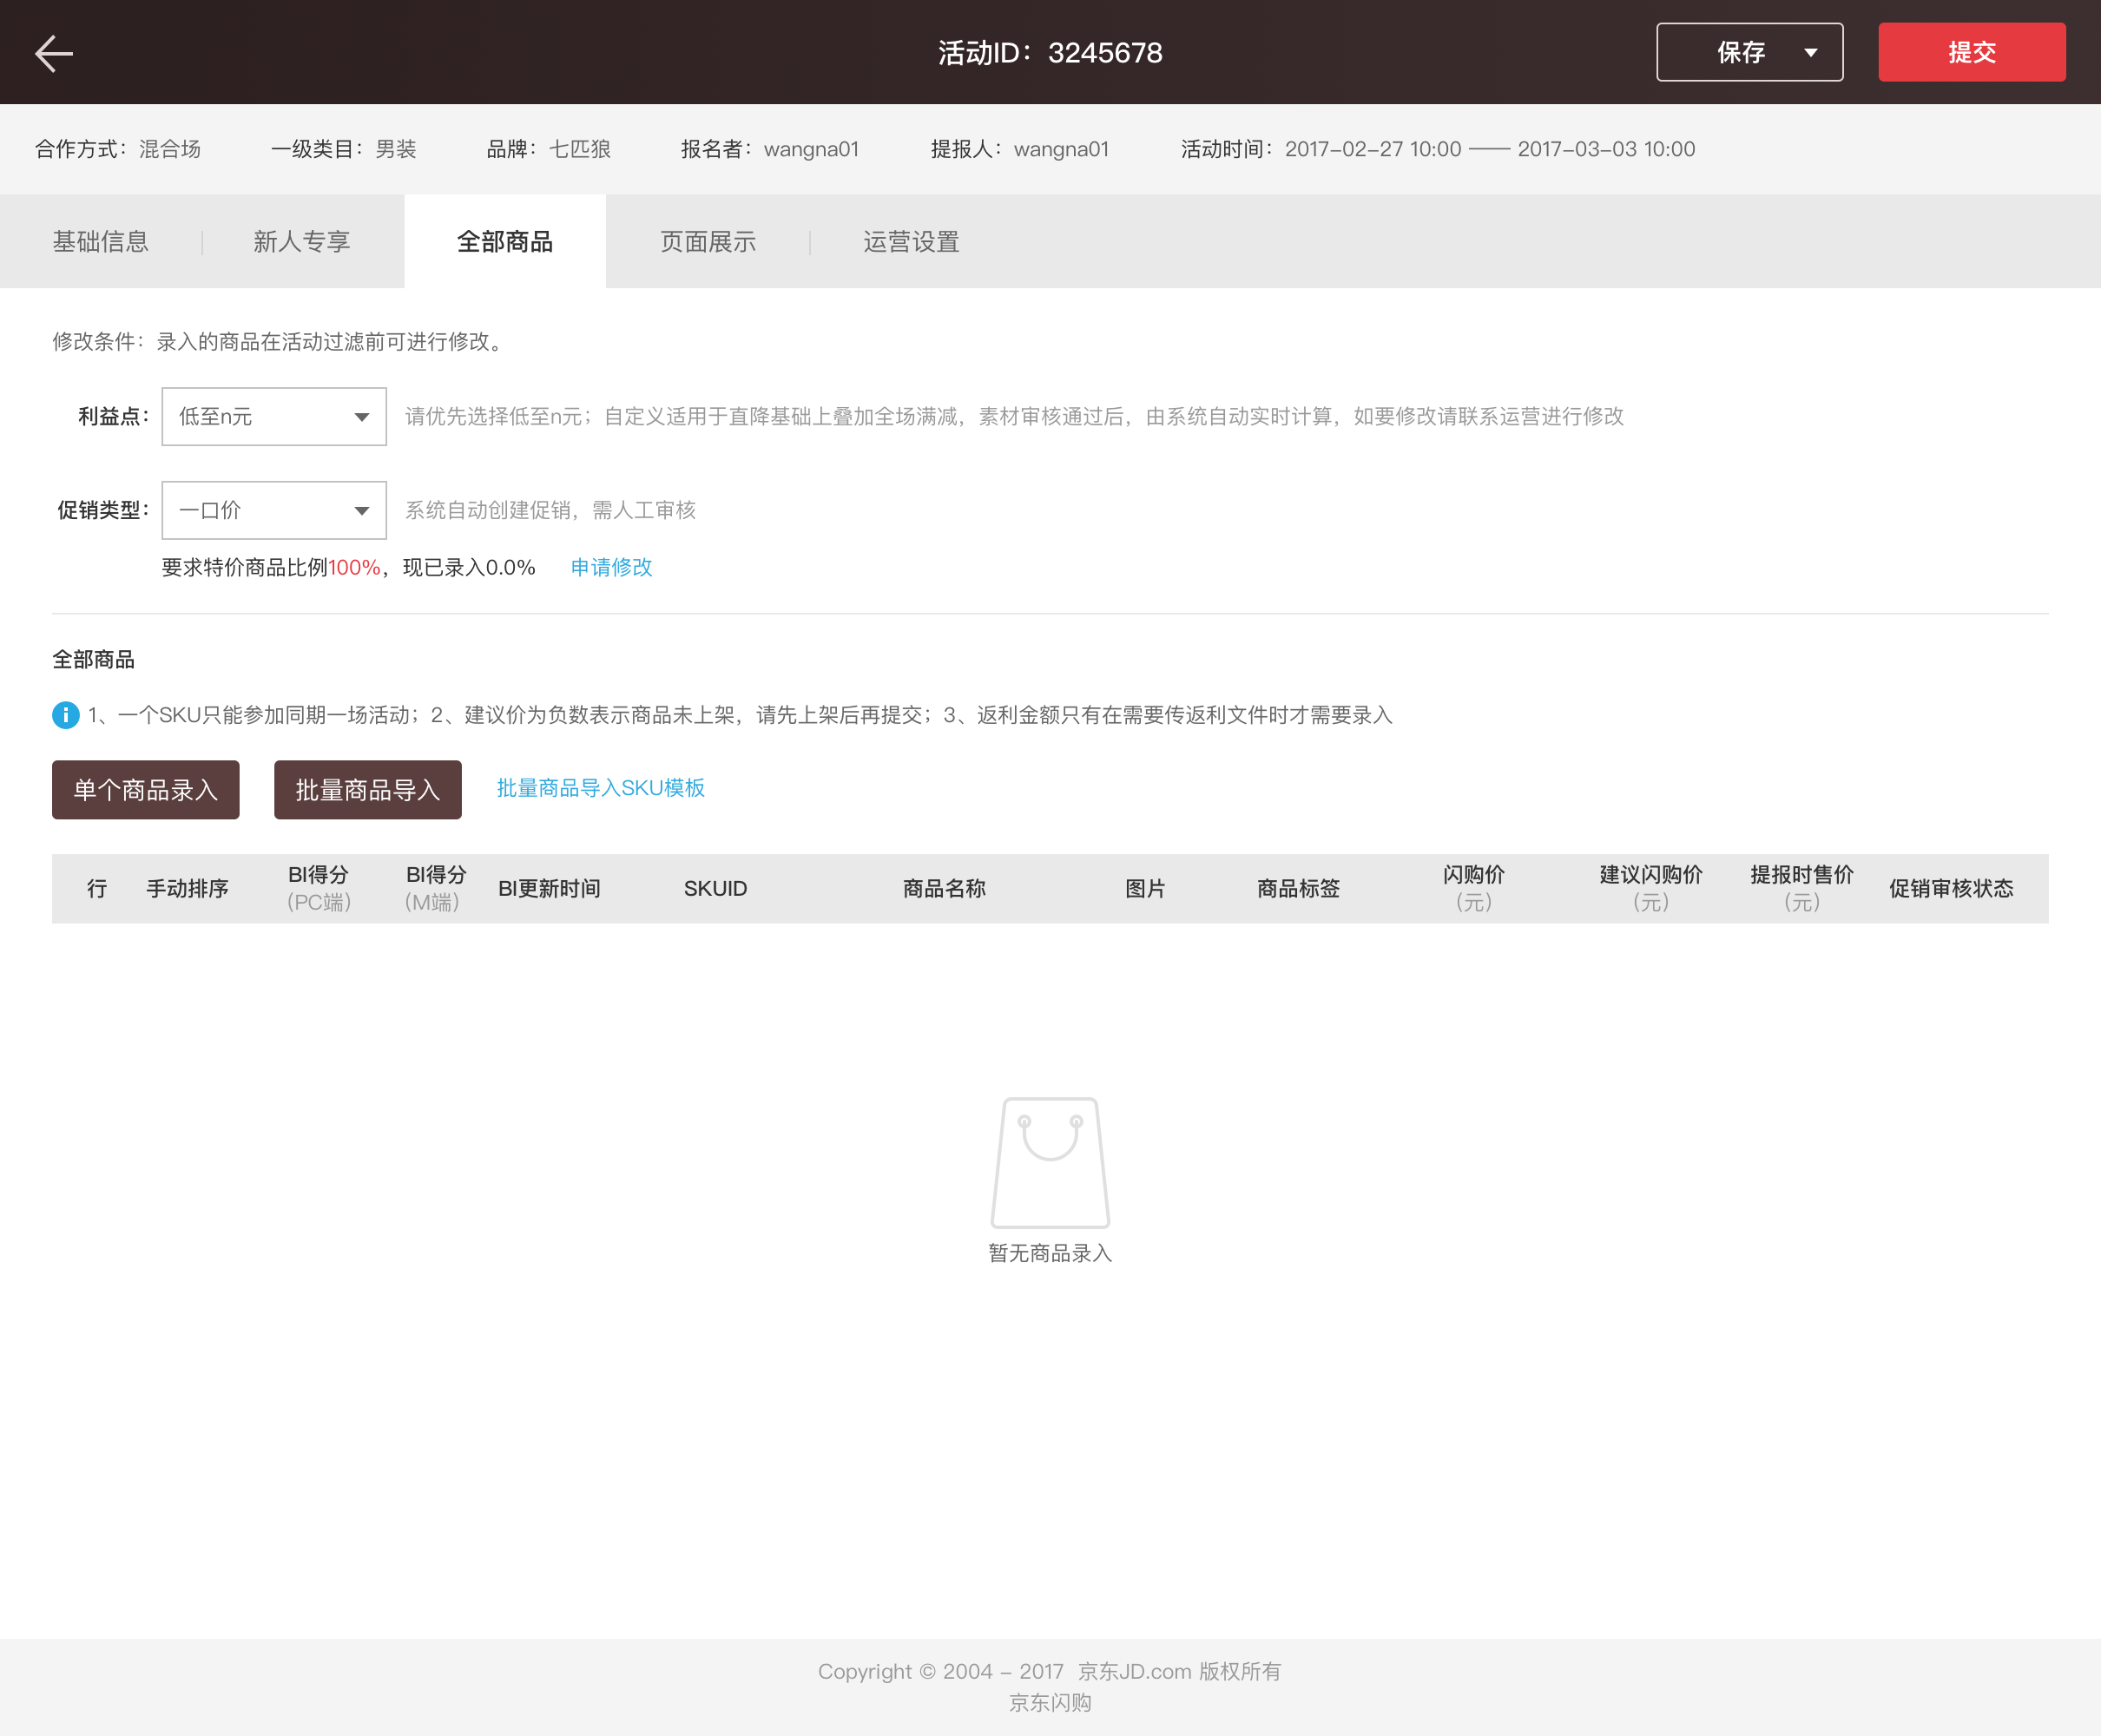 活动ID：3245678
保存
提交
合作方式：混合场 一级类目：男装 品牌：七匹狼 报名者：wangna01 提报人：wangna01 活动时间：2017-02-27 10:00 —— 2017-03-03 10:00
基础信息 新人专享 全部商品 页面展示 运营设置
修改条件：录入的商品在活动过滤前可进行修改。
利益点： 低至n元 请优先选择低至n元；自定义适用于直降基础上叠加全场满减，素材审核通过后，由系统自动实时计算，如要修改请联系运营进行修改
促销类型： 一口价 系统自动创建促销，需人工审核
要求特价商品比例100%，现已录入0.0% 申请修改
全部商品
1、一个SKU只能参加同期一场活动；2、建议价为负数表示商品未上架，请先上架后再提交；3、返利金额只有在需要传返利文件时才需要录入
单个商品录入 批量商品导入 批量商品导入SKU模板
行 手动排序 BI得分 BI得分 BI更新时间 SKUID 商品名称 图片 商品标签 闪购价 建议闪购价 提报时售价 促销审核状态
（PC端） （M端） （元） （元） （元）
暂无商品录入
Copyright © 2004 - 2017 京东JD.com 版权所有
京东闪购